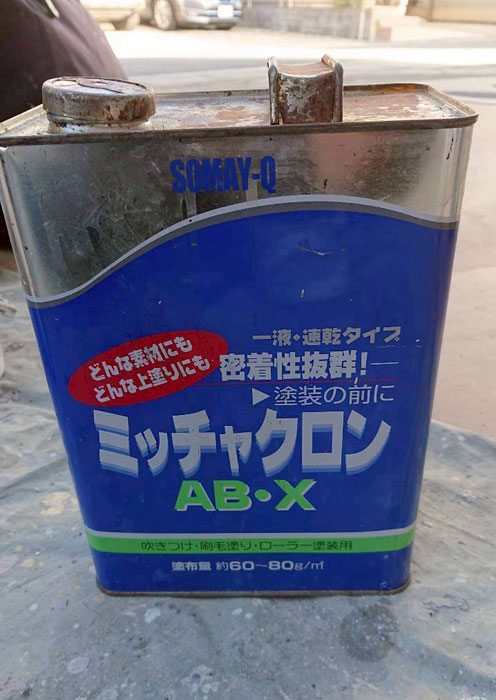 SOMAY-Q
どんな素材にも
どんな上塗りにも
一液・速乾タイプ
密着性抜群!
▶塗装の前に
ミッチャクロン
AB・X
吹きつけ・刷毛塗り・ローラー塗装用
塗布量 約60〜80g/㎡